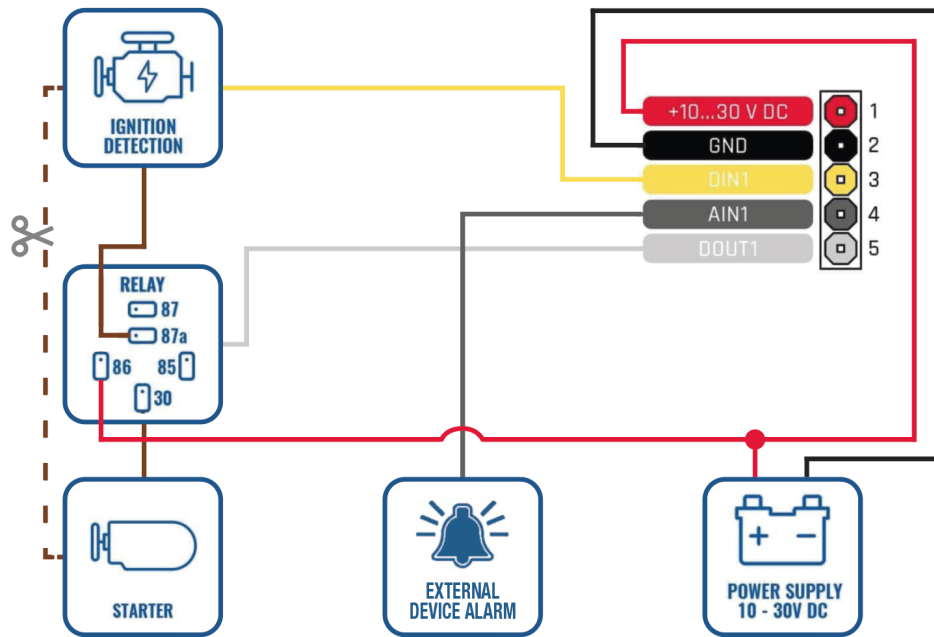 IGNITION
DETECTION
+10...30 V DC 1
GND 2
DIN1 3
AIN1 4
DOUT1 5
RELAY
87
87a
86 85
30
STARTER
EXTERNAL
DEVICE ALARM
+ −
POWER SUPPLY
10 - 30V DC